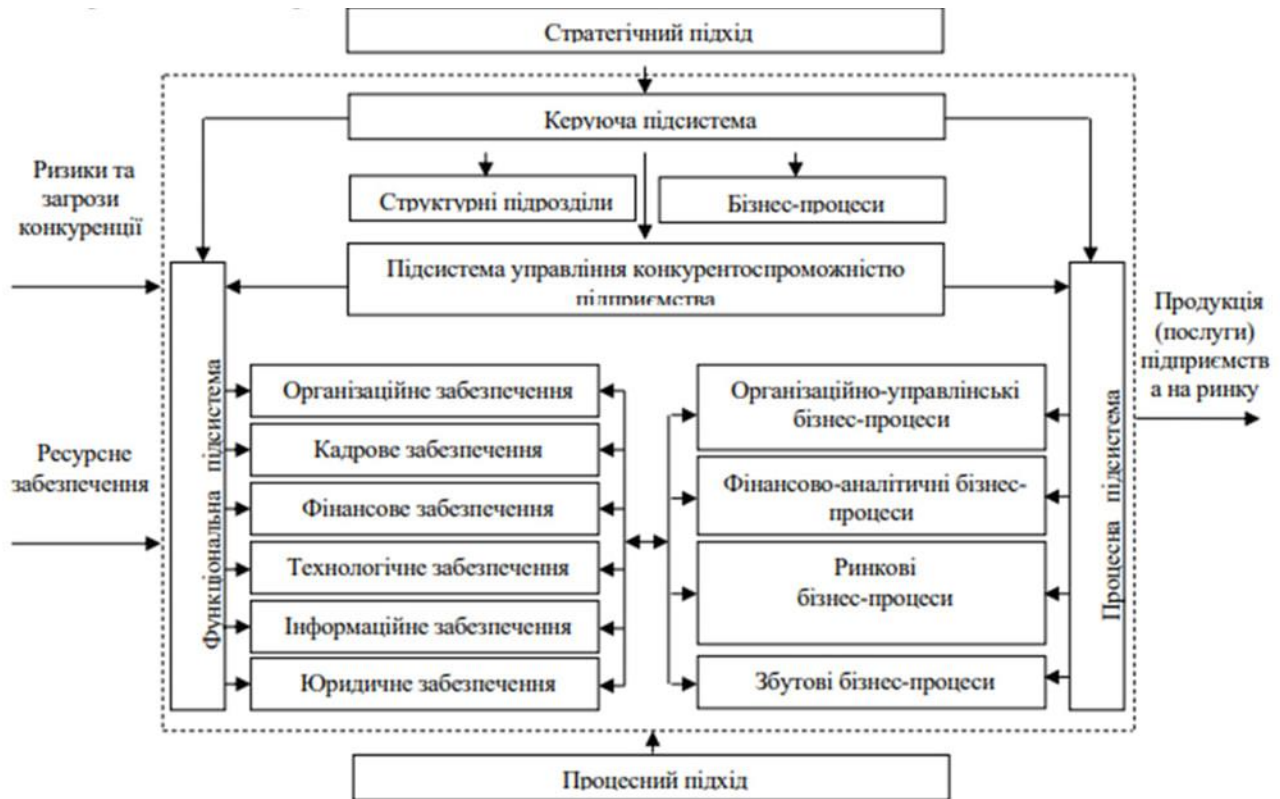 Стратегічний підхід
Керуюча підсистема
Структурні підрозділи
Бізнес-процеси
Підсистема управління конкурентоспроможністю
підприємства
Ризики та
загрози
конкуренції
Ресурсне
забезпечення
Функціональна підсистема
Організаційне забезпечення
Кадрове забезпечення
Фінансове забезпечення
Технологічне забезпечення
Інформаційне забезпечення
Юридичне забезпечення
Організаційно-управлінські
бізнес-процеси
Фінансово-аналітичні бізнес-
процеси
Ринкові
бізнес-процеси
Збутові бізнес-процеси
Процесна підсистема
Продукція
(послуги)
підприємств
а на ринку
Процесний підхід